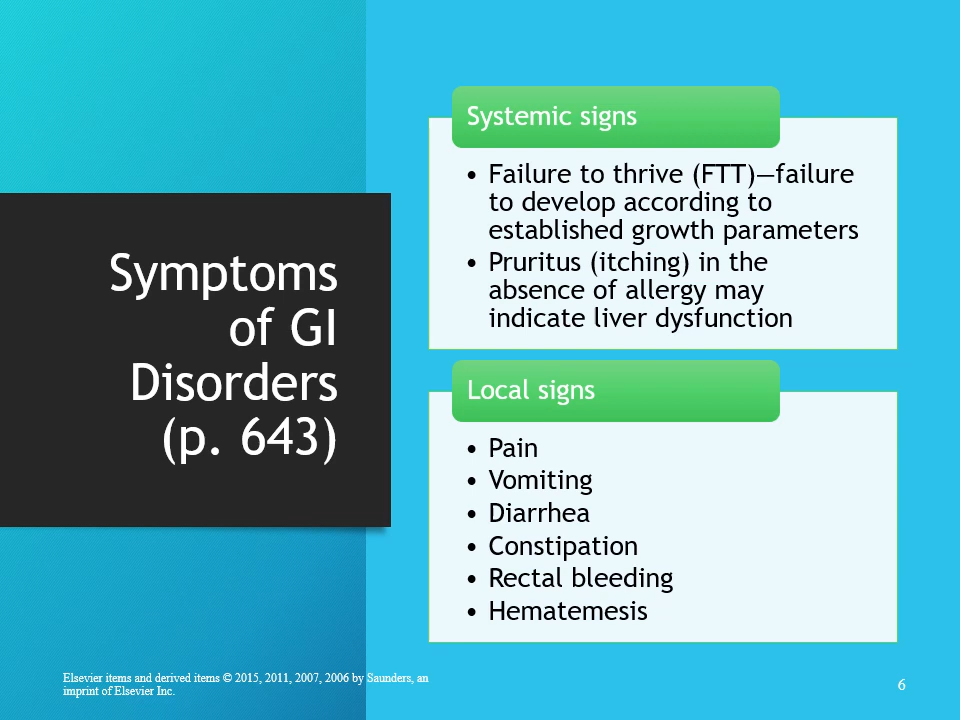 Symptoms
of GI
Disorders
(p. 643)
Systemic signs
• Failure to thrive (FTT)—failure
to develop according to
established growth parameters
• Pruritus (itching) in the
absence of allergy may
indicate liver dysfunction
Local signs
• Pain
• Vomiting
• Diarrhea
• Constipation
• Rectal bleeding
• Hematemesis
Elsevier items and derived items © 2015, 2011, 2007, 2006 by Saunders, an
imprint of Elsevier Inc.
6